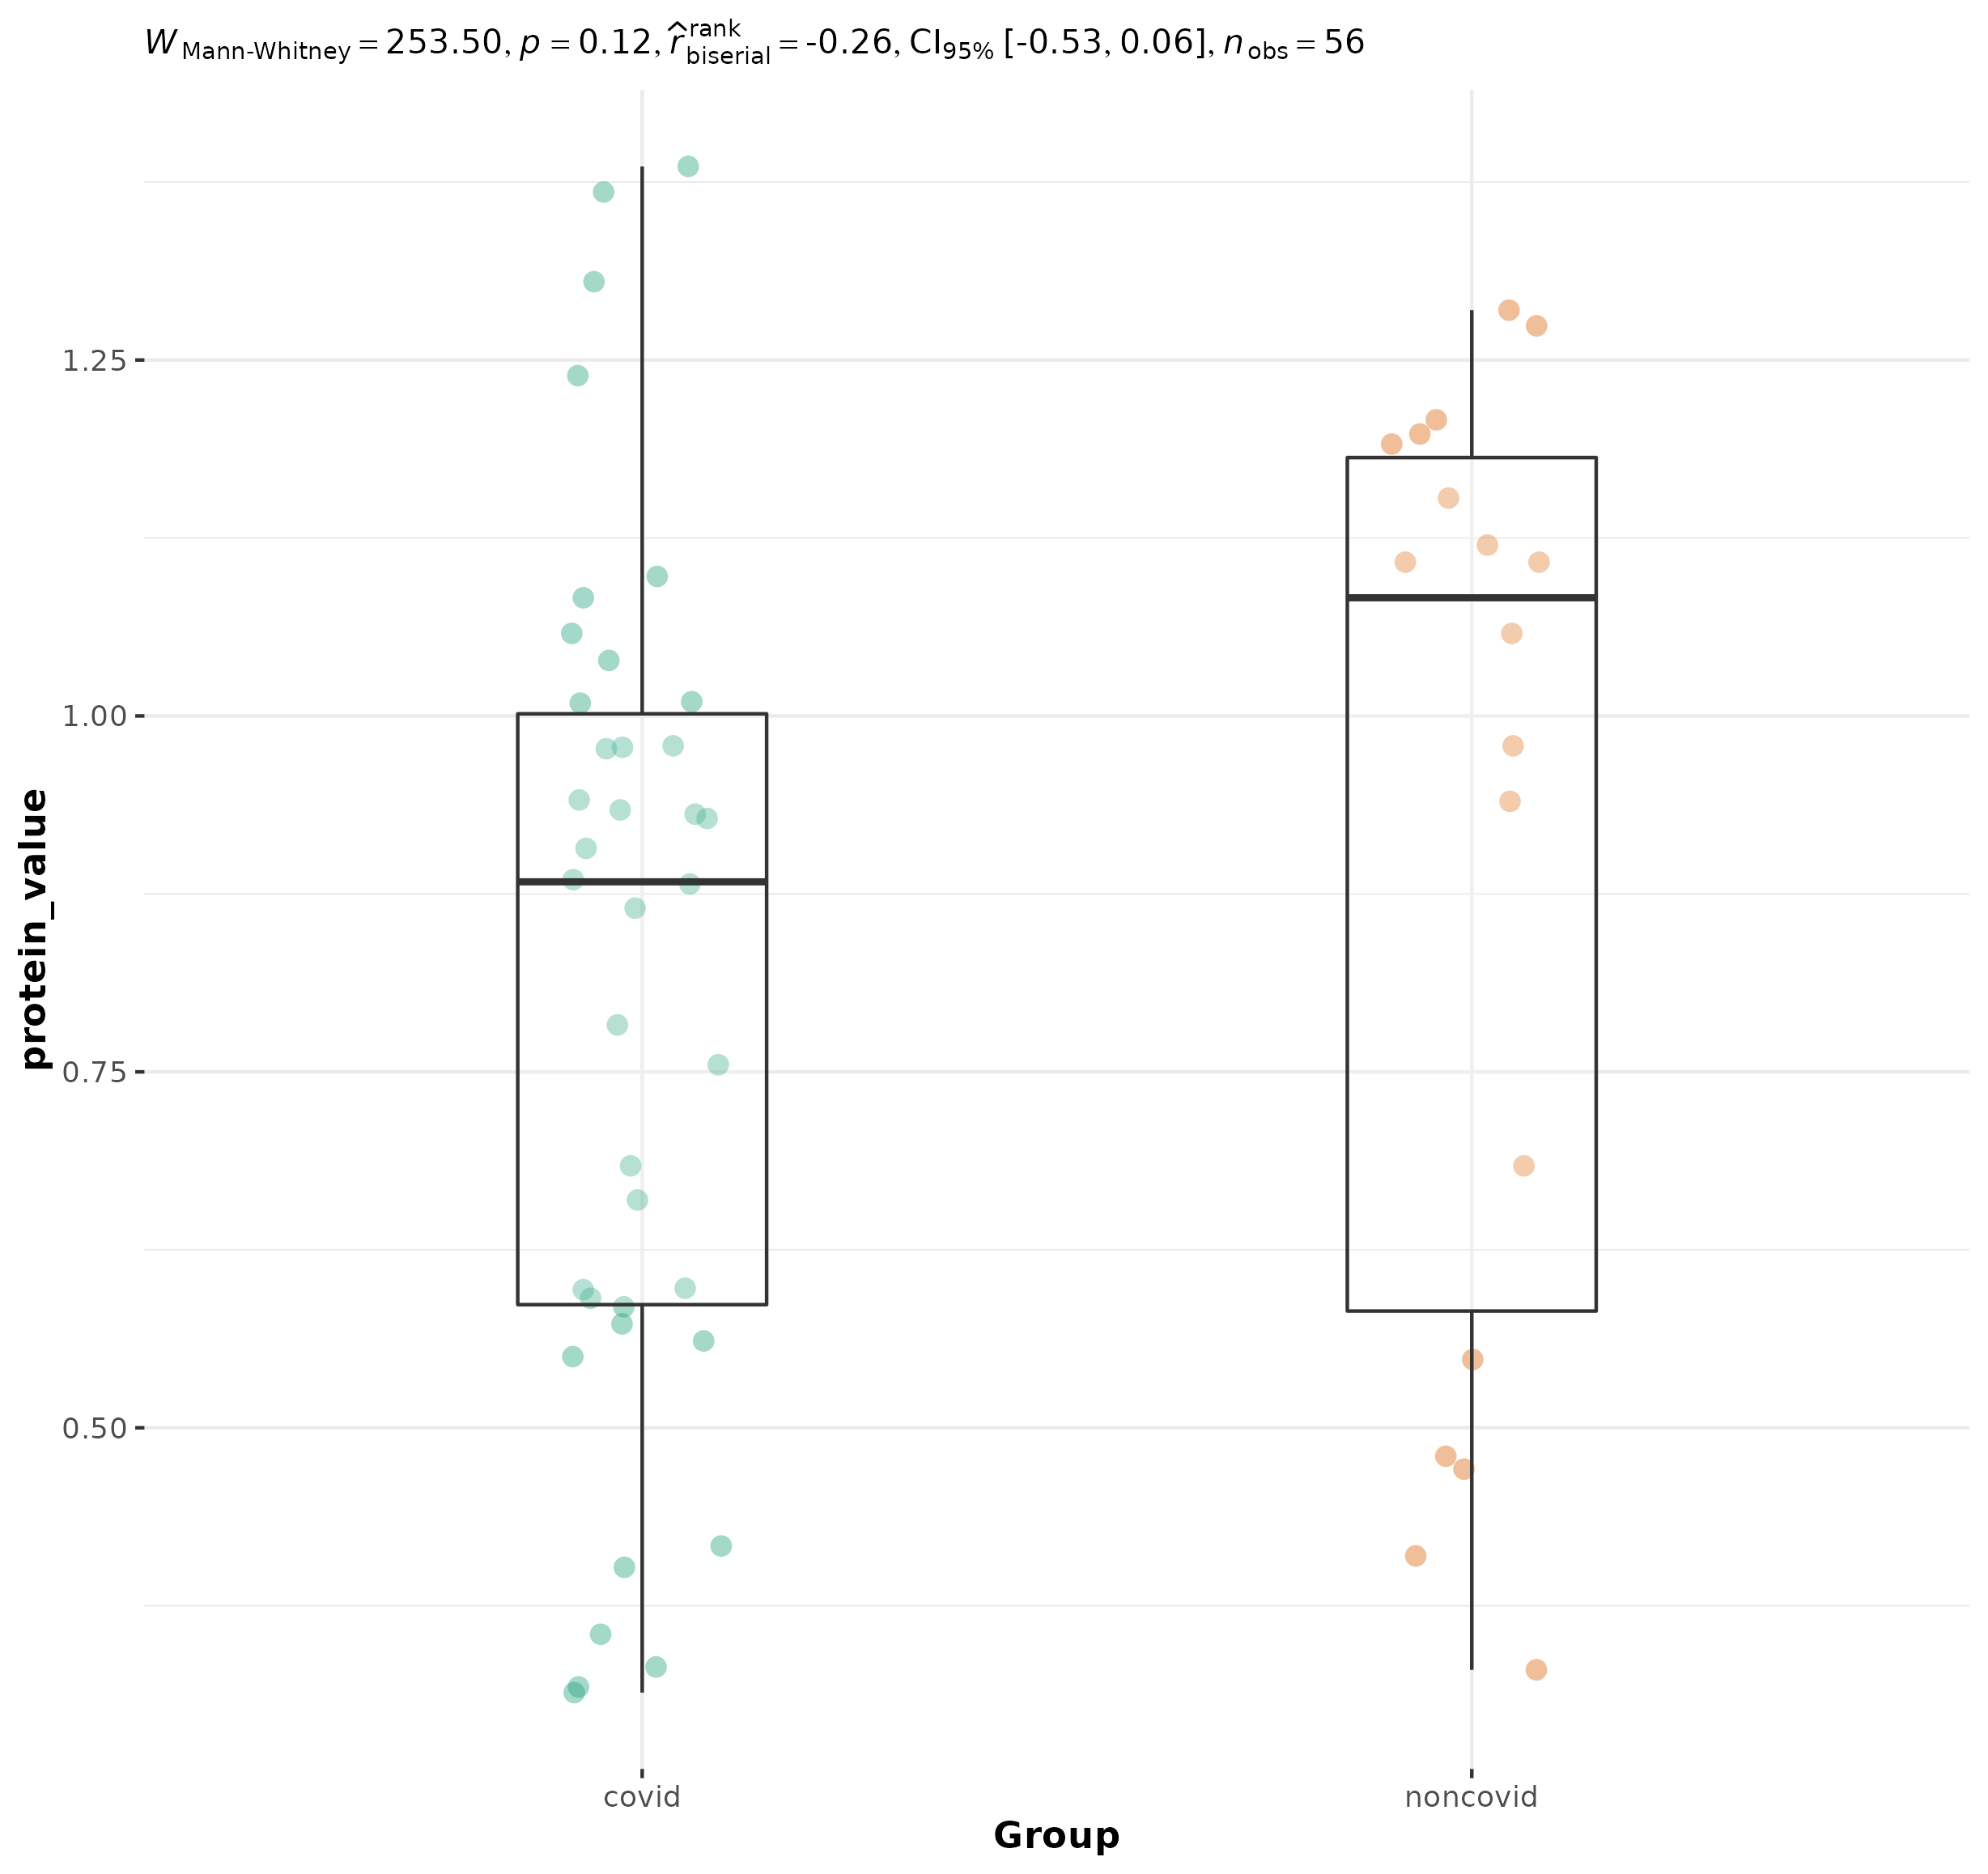 W Mann-Whitney = 253.50, p = 0.12, r̂ rank biserial = -0.26, CI95% [-0.53, 0.06], n obs = 56
1.25
1.00
0.75
0.50
protein_value
covid noncovid
Group